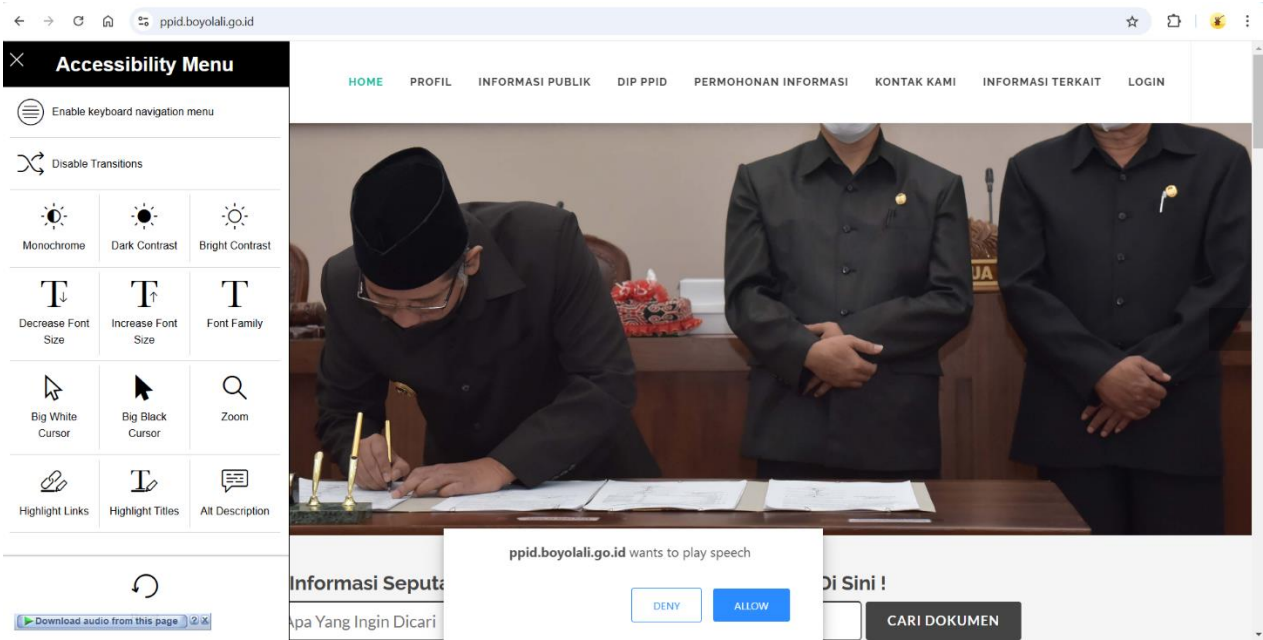 ppid.boyolali.go.id
Accessibility Menu
HOME PROFIL INFORMASI PUBLIK DIP PPID PERMOHONAN INFORMASI KONTAK KAMI INFORMASI TERKAIT LOGIN
Enable keyboard navigation menu
Disable Transitions
Monochrome Dark Contrast Bright Contrast
Decrease Font Size
Increase Font Size
Font Family
Big White Cursor
Big Black Cursor
Zoom
Highlight Links Highlight Titles Alt Description
UA
ppid.boyolali.go.id wants to play speech
DENY ALLOW
Informasi Seputa
Di Sini !
Apa Yang Ingin Dicari
CARI DOKUMEN
Download audio from this page